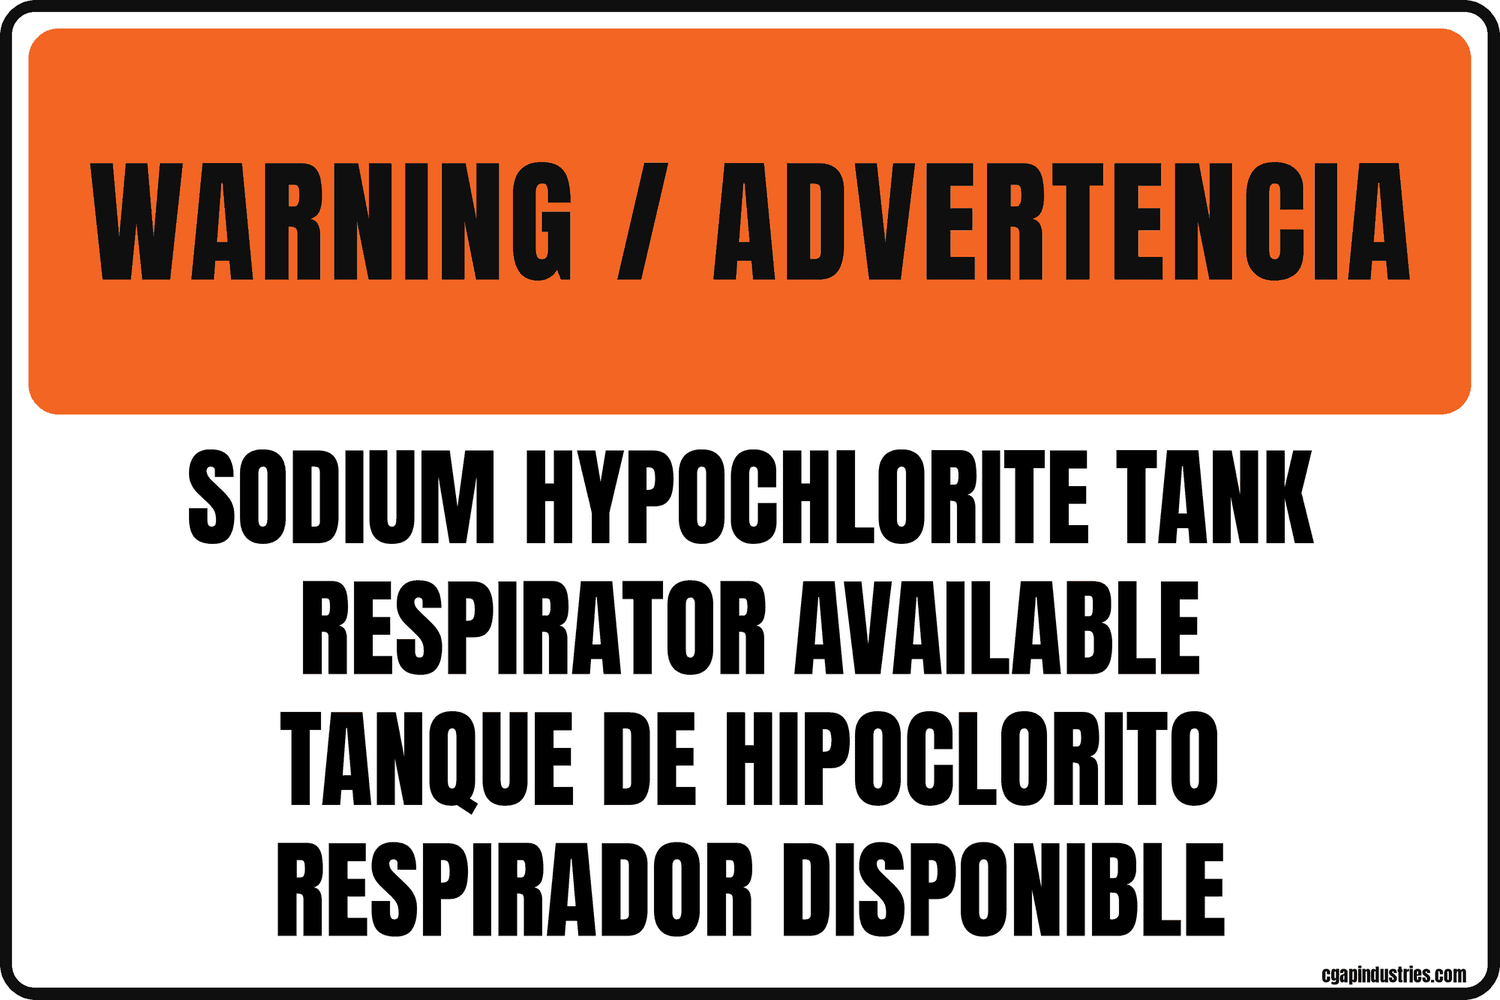 WARNING / ADVERTENCIA
SODIUM HYPOCHLORITE TANK
RESPIRATOR AVAILABLE
TANQUE DE HIPOCLORITO
RESPIRADOR DISPONIBLE
cgapindustries.com